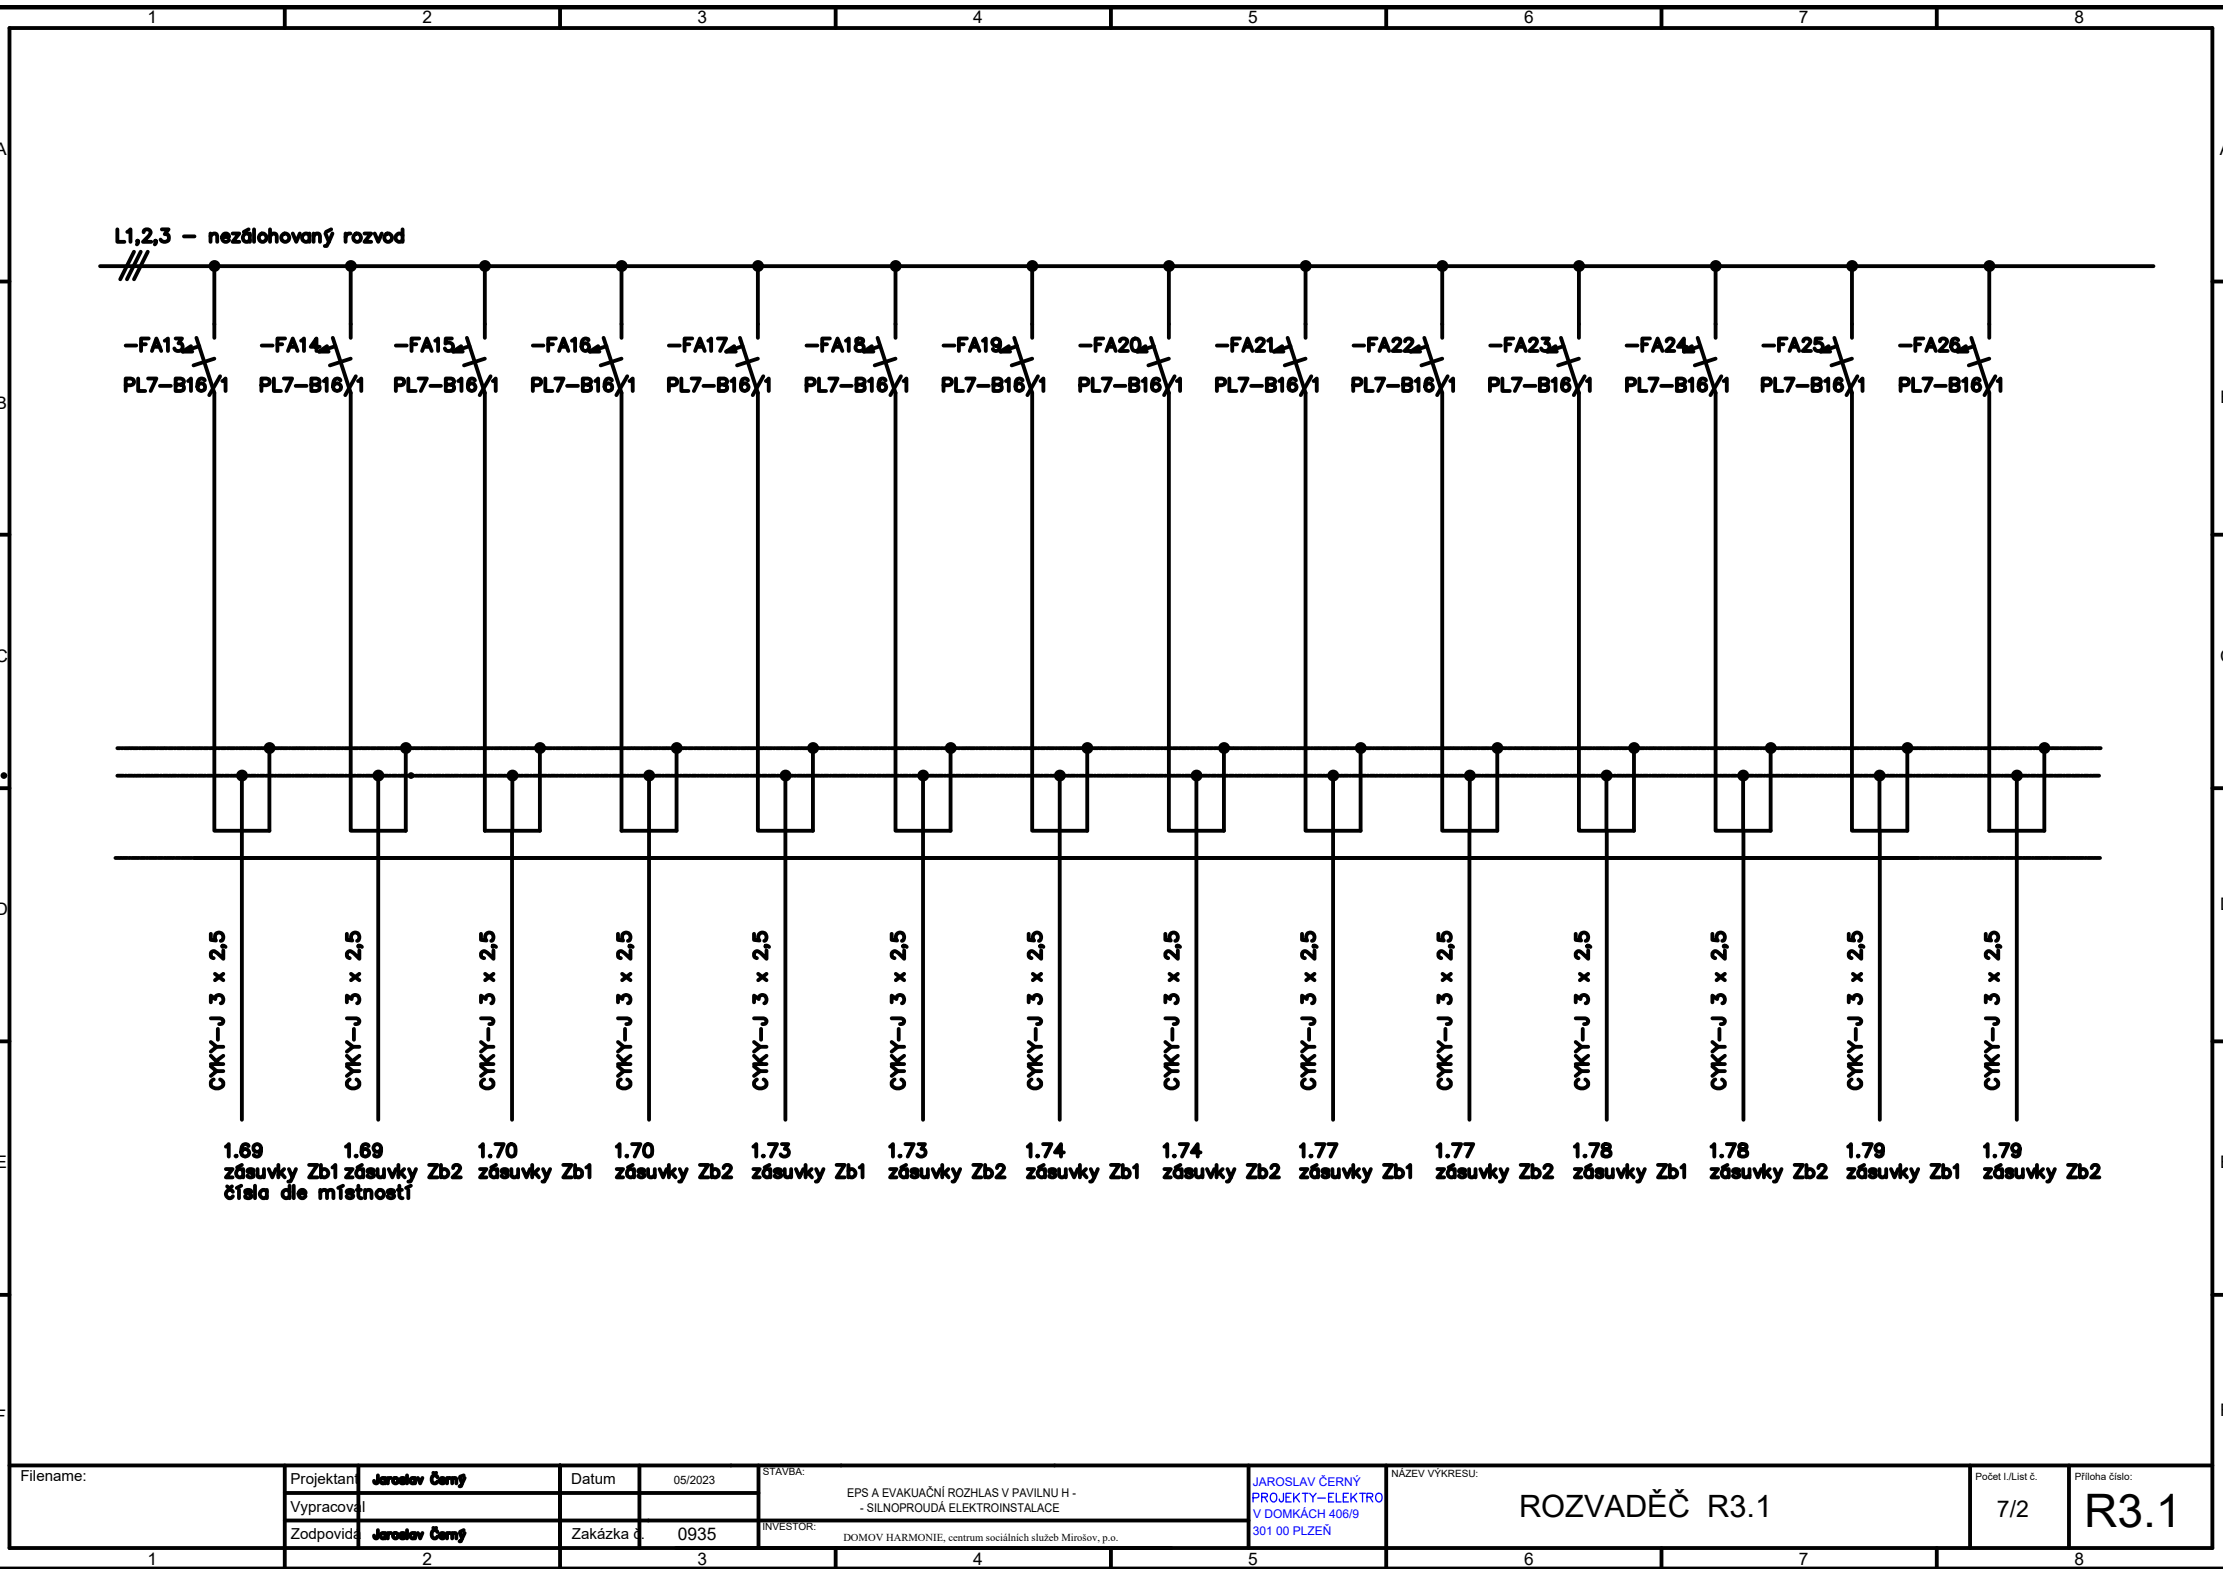 1 2 3 4 5 6 7 8
A
A
L1,2,3 – nezálohovaný rozvod
–FA13 –FA14 –FA15 –FA16 –FA17 –FA18 –FA19 –FA20 –FA21 –FA22 –FA23 –FA24 –FA25 –FA26
PL7–B16/1 PL7–B16/1 PL7–B16/1 PL7–B16/1 PL7–B16/1 PL7–B16/1 PL7–B16/1 PL7–B16/1 PL7–B16/1 PL7–B16/1 PL7–B16/1 PL7–B16/1 PL7–B16/1 PL7–B16/1
B
C
D
CYKY–J 3 x 2,5 CYKY–J 3 x 2,5 CYKY–J 3 x 2,5 CYKY–J 3 x 2,5 CYKY–J 3 x 2,5 CYKY–J 3 x 2,5 CYKY–J 3 x 2,5 CYKY–J 3 x 2,5 CYKY–J 3 x 2,5 CYKY–J 3 x 2,5 CYKY–J 3 x 2,5 CYKY–J 3 x 2,5 CYKY–J 3 x 2,5 CYKY–J 3 x 2,5
1.69 1.69 1.70 1.70 1.73 1.73 1.74 1.74 1.77 1.77 1.78 1.78 1.79 1.79
E
zásuvky Zb1 zásuvky Zb2 zásuvky Zb1 zásuvky Zb2 zásuvky Zb1 zásuvky Zb2 zásuvky Zb1 zásuvky Zb2 zásuvky Zb1 zásuvky Zb2 zásuvky Zb1 zásuvky Zb2 zásuvky Zb1 zásuvky Zb2
čísla dle místností
F
Filename:
Projektant Jaroslav Černý
Vypracoval
Zodpovídá Jaroslav Černý
Datum 05/2023
Zakázka č. 0935
STAVBA:
EPS A EVAKUAČNÍ ROZHLAS V PAVILNU H -
- SILNOPROUDÁ ELEKTROINSTALACE
INVESTOR:
DOMOV HARMONIE, centrum sociálních služeb Mirošov, p.o.
JAROSLAV ČERNÝ
PROJEKTY–ELEKTRO
V DOMKÁCH 406/9
301 00 PLZEŇ
NÁZEV VÝKRESU:
ROZVADĚČ R3.1
Počet l./List č.
7/2
Příloha číslo:
R3.1
1 2 3 4 5 6 7 8